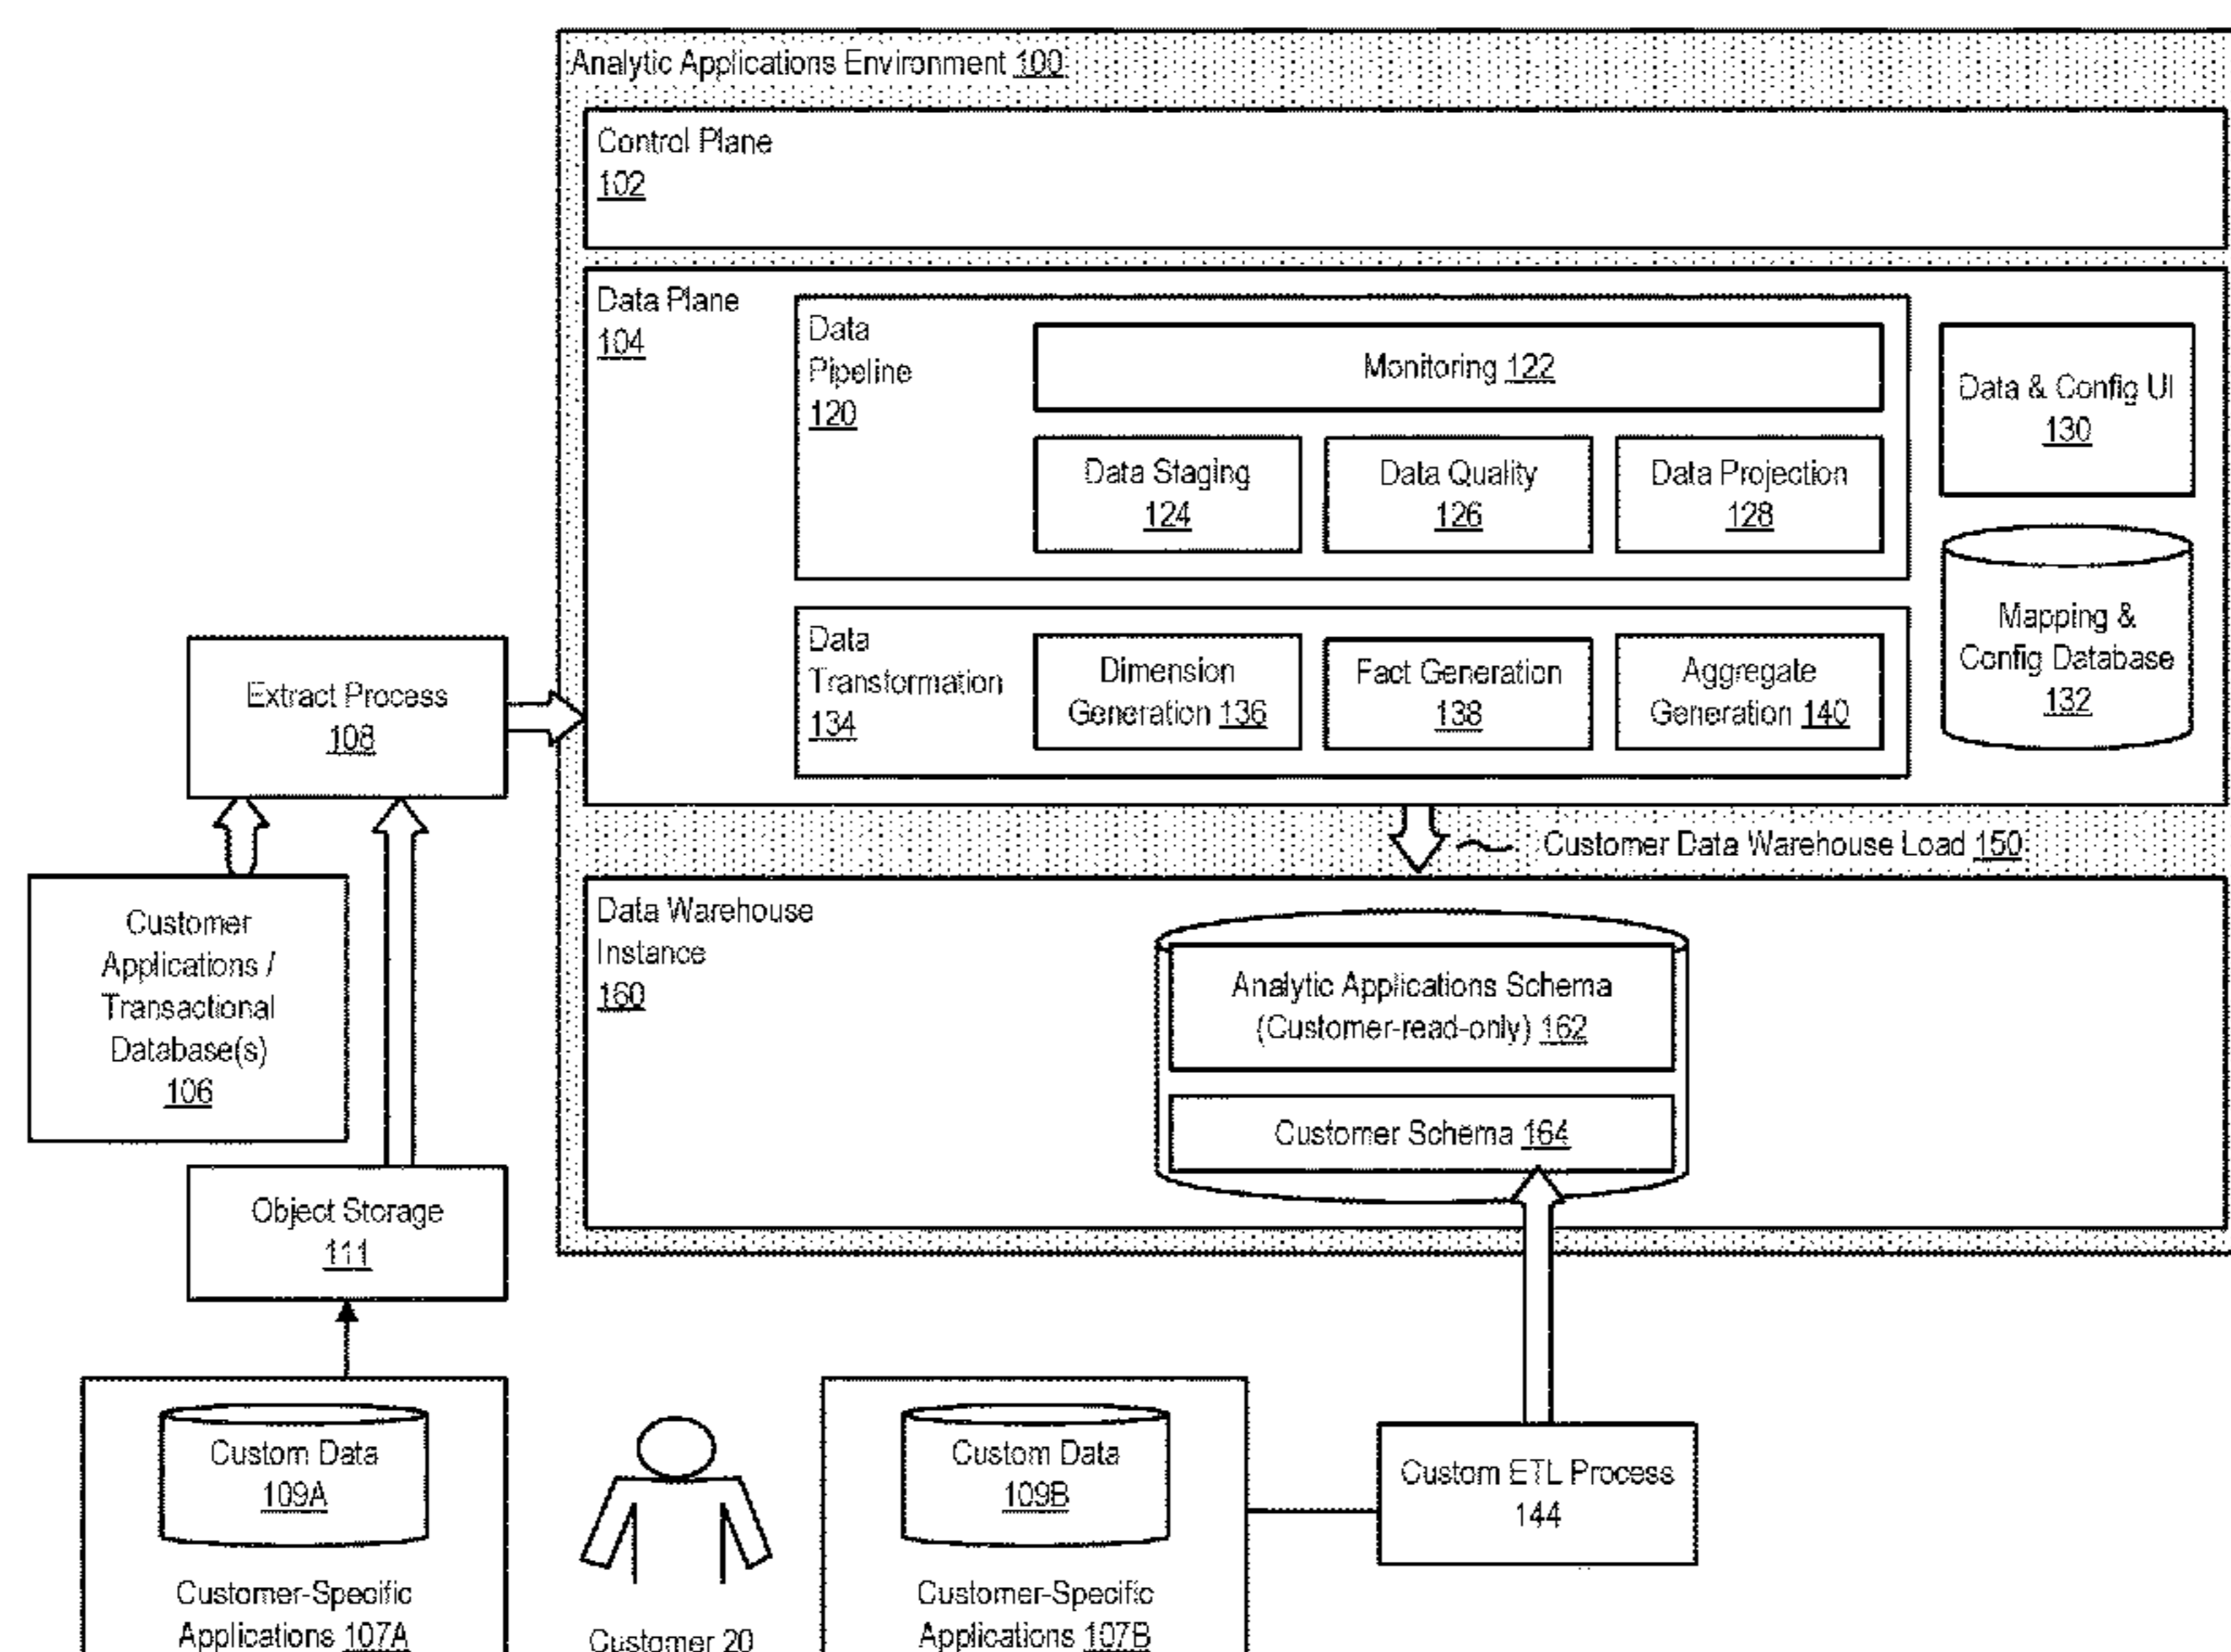 Analytic Applications Environment 100
Control Plane
102
Data Plane
104
Data
Pipeline
120
Monitoring 122
Data Staging
124
Data Quality
126
Data Projection
128
Data & Config UI
130
Mapping &
Config Database
132
Data
Transformation
134
Dimension
Generation 136
Fact Generation
138
Aggregate
Generation 140
Extract Process
108
Customer Data Warehouse Load 150
Customer
Applications /
Transactional
Database(s)
106
Data Warehouse
Instance
160
Analytic Applications Schema
(Customer-read-only) 162
Customer Schema 164
Object Storage
111
Custom Data
109A
Customer-Specific
Applications 107A
Customer 20
Custom Data
109B
Customer-Specific
Applications 107B
Custom ETL Process
144